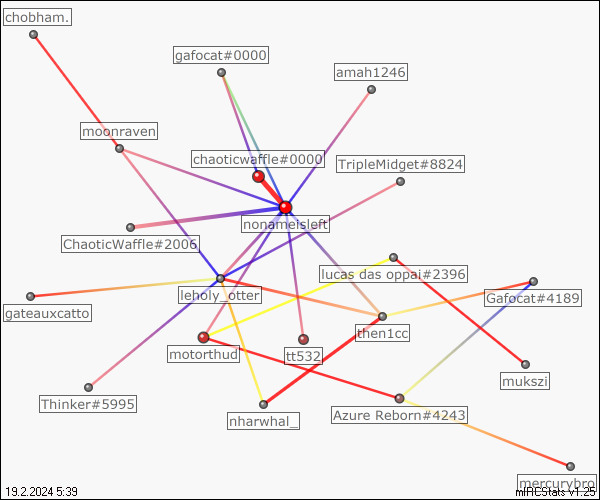 chobham.
gafocat#0000
amah1246
moonraven
chaoticwaffle#0000
TripleMidget#8824
nonameisleft
ChaoticWaffle#2006
lucas das oppai#2396
leholy_otter
Gafocat#4189
gateauxcatto
then1cc
motorthud
tt532
mukszi
Thinker#5995
Azure Reborn#4243
nharwhal_
mercurybro
19.2.2024 5:39
mIRCStats v1.25